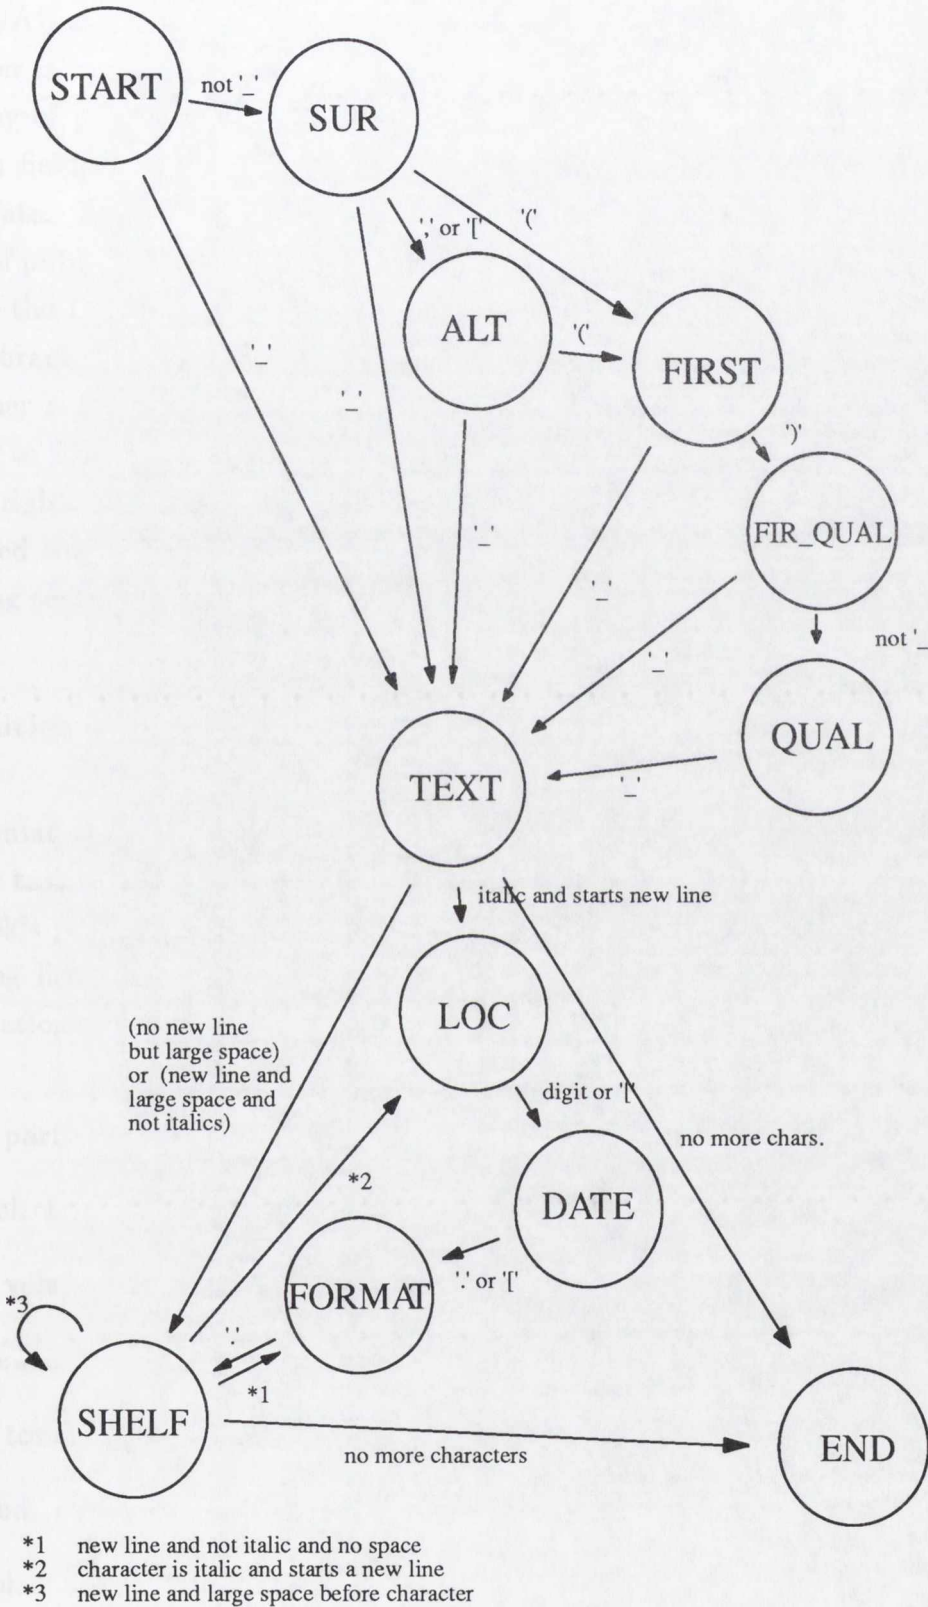 START
not '_'
SUR
',' or '['
'('
ALT
'('
FIRST
'_'
'_'
')'
'_'
FIR_QUAL
'_'
not '_
'_'
QUAL
TEXT
'_'
italic and starts new line
LOC
(no new line
but large space)
or (new line and
large space and
not italics)
digit or '['
no more chars.
*2
DATE
FORMAT
'.' or '['
*3
'.'
*1
SHELF
no more characters
END
*1 new line and not italic and no space
*2 character is italic and starts a new line
*3 new line and large space before character